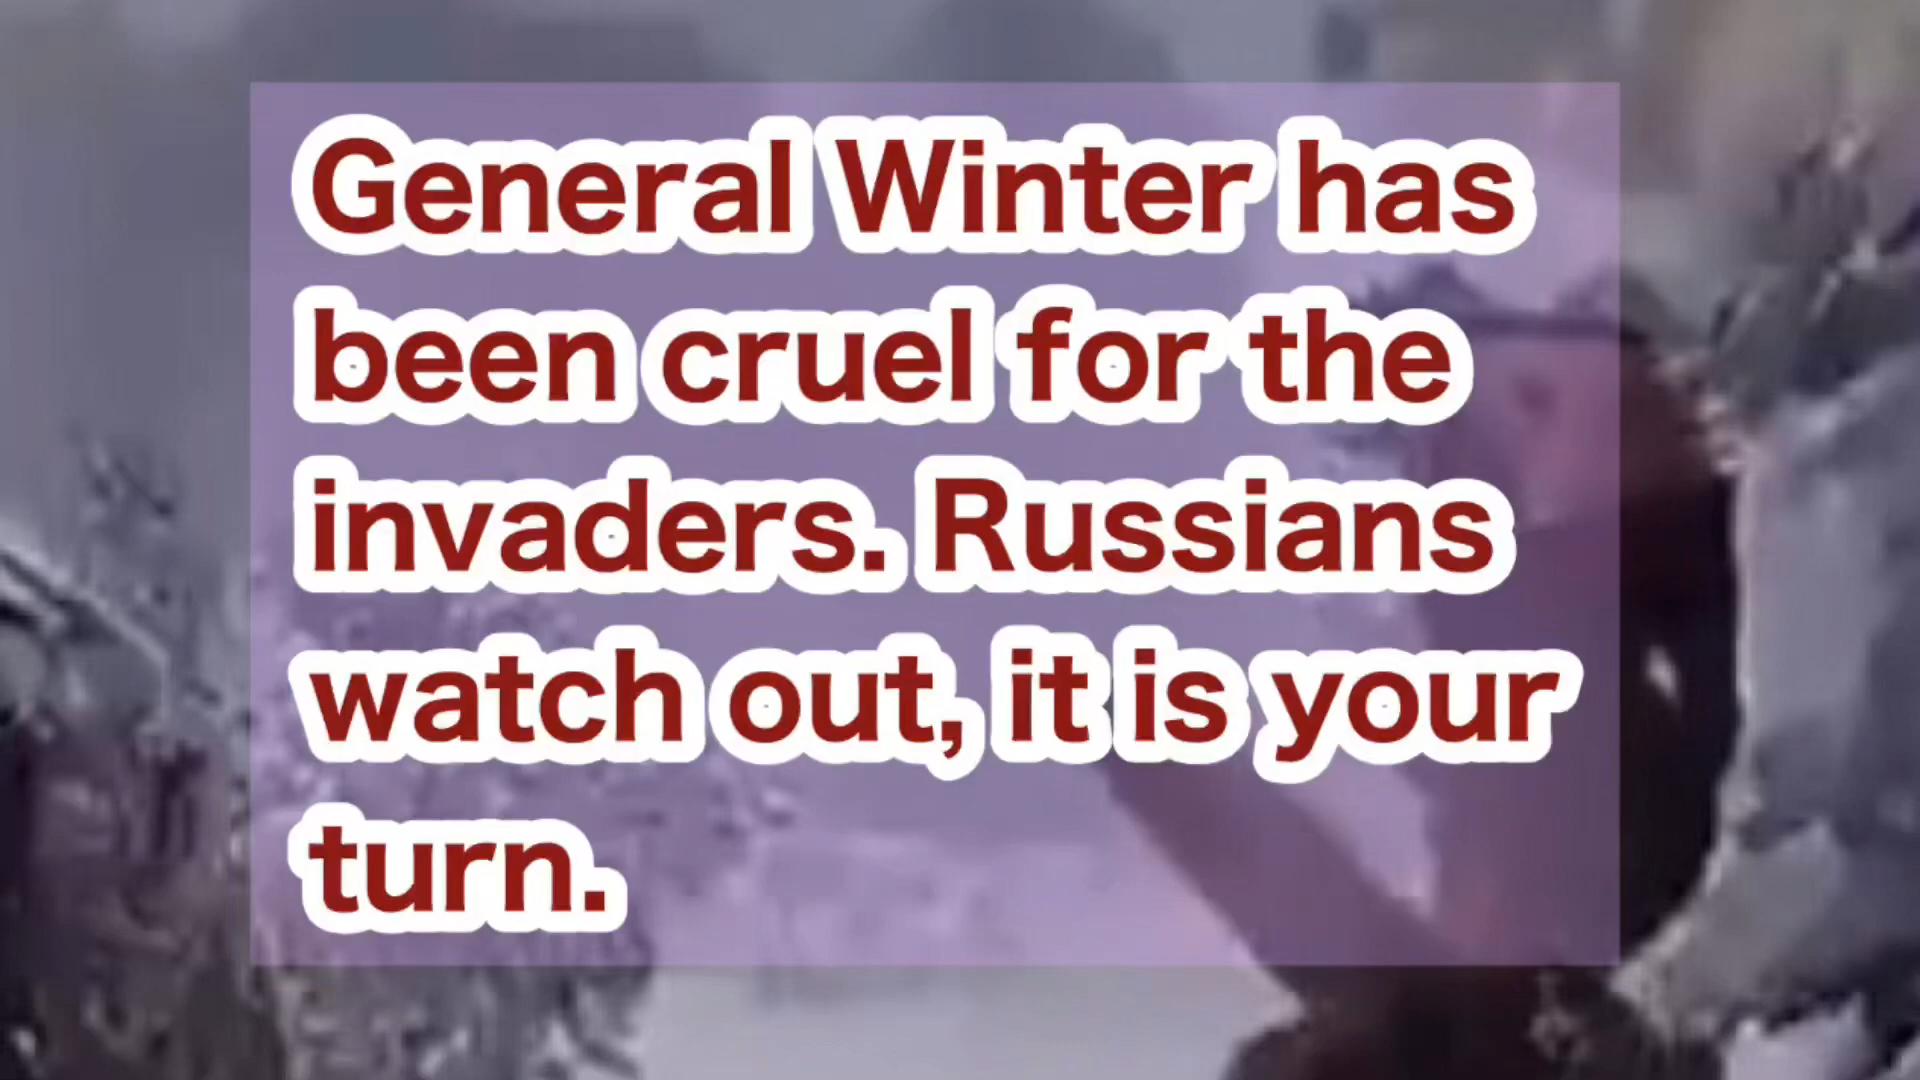 General Winter has
been cruel for the
invaders. Russians
watch out, it is your
turn.